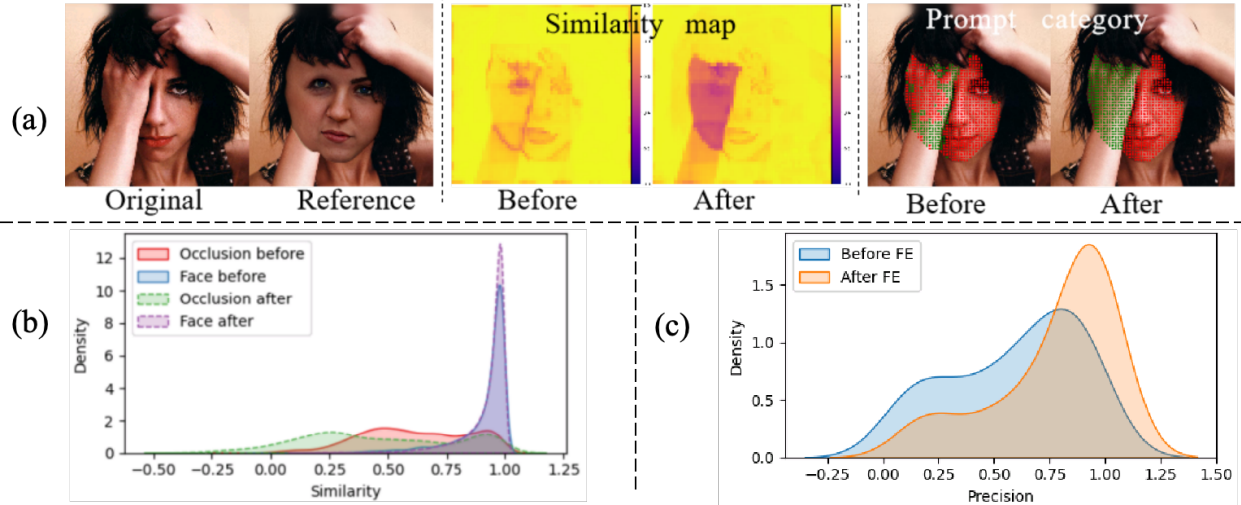 (a)
Original
Reference
Similarity map
Before
After
Prompt category
Before
After
(b)
Density
12
10
8
6
4
2
0
Occlusion before
Face before
Occlusion after
Face after
−0.50
−0.25
0.00
0.25
0.50
0.75
1.00
1.25
Similarity
(c)
Density
1.5
1.0
0.5
0.0
Before FE
After FE
−0.25
0.00
0.25
0.50
0.75
1.00
1.25
1.50
Precision